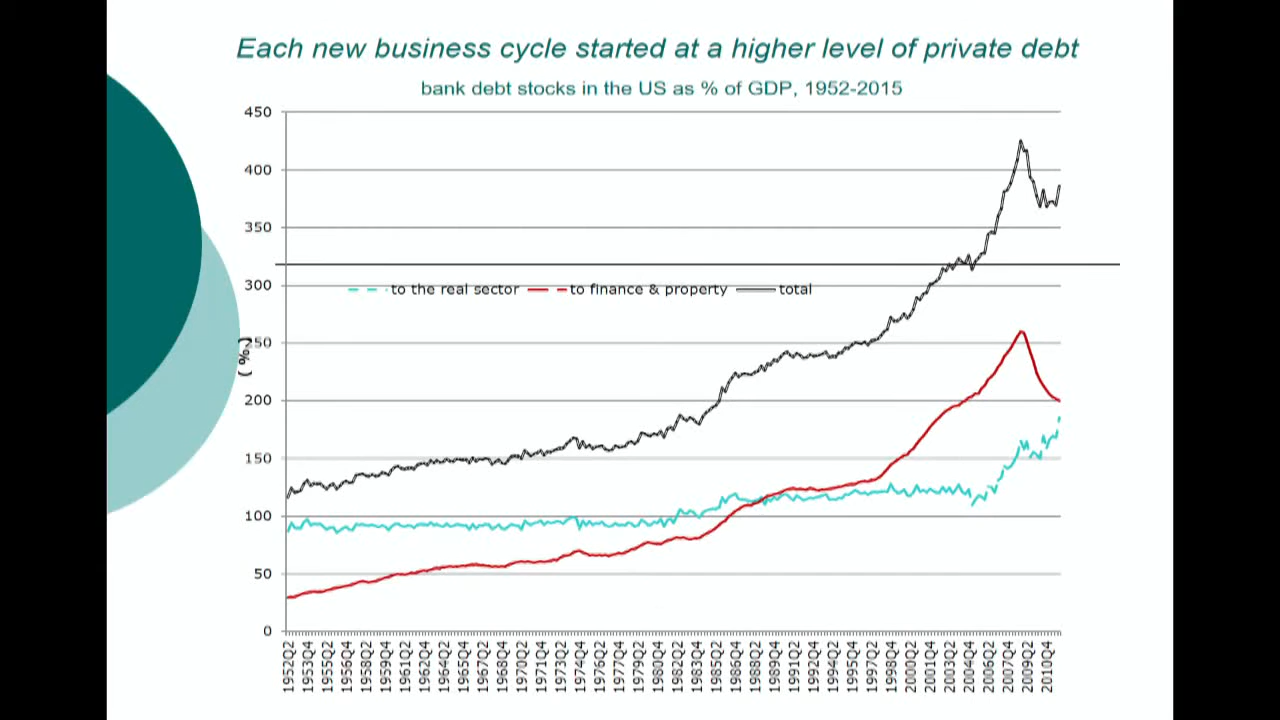 Each new business cycle started at a higher level of private debt
bank debt stocks in the US as % of GDP, 1952-2015
450
400
350
300
250
200
150
100
50
0
( % )
to the real sector to finance & property total
1952Q2 1953Q4 1955Q2 1956Q4 1958Q2 1959Q4 1961Q2 1962Q4 1964Q2 1965Q4 1967Q2 1968Q4 1970Q2 1971Q4 1973Q2 1974Q4 1976Q2 1977Q4 1979Q2 1980Q4 1982Q2 1983Q4 1985Q2 1986Q4 1988Q2 1989Q4 1991Q2 1992Q4 1994Q2 1995Q4 1997Q2 1998Q4 2000Q2 2001Q4 2003Q2 2004Q4 2006Q2 2007Q4 2009Q2 2010Q4